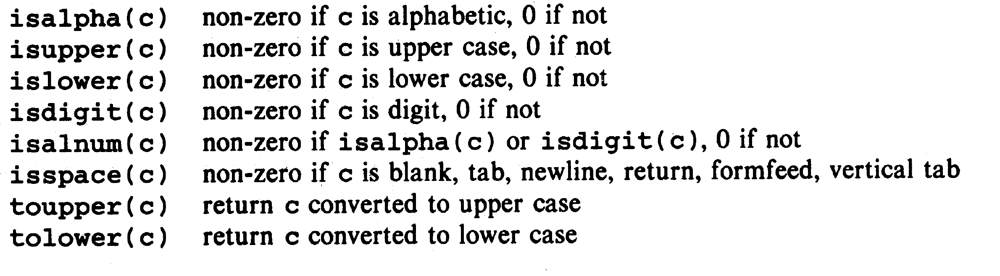 isalpha(c) non-zero if c is alphabetic, 0 if not
isupper(c) non-zero if c is upper case, 0 if not
islower(c) non-zero if c is lower case, 0 if not
isdigit(c) non-zero if c is digit, 0 if not
isalnum(c) non-zero if isalpha(c) or isdigit(c), 0 if not
isspace(c) non-zero if c is blank, tab, newline, return, formfeed, vertical tab
toupper(c) return c converted to upper case
tolower(c) return c converted to lower case